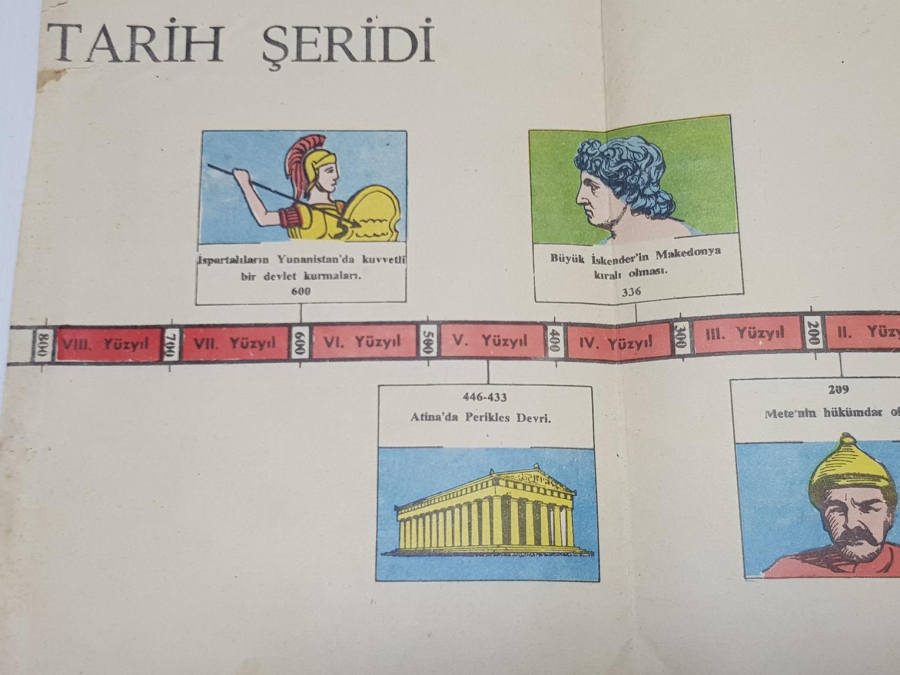 TARİH ŞERİDİ
İspartalıların Yunanistan'da kuvvetli
bir devlet kurmaları.
600
Büyük İskender'in Makedonya
kıralı olması.
336
800 VIII. Yüzyıl 700 VII. Yüzyıl 600 VI. Yüzyıl 500 V. Yüzyıl 400 IV. Yüzyıl 300 III. Yüzyıl 200 II.
446-433
Atina'da Perikles Devri.
209
Mete'nin hükümdar